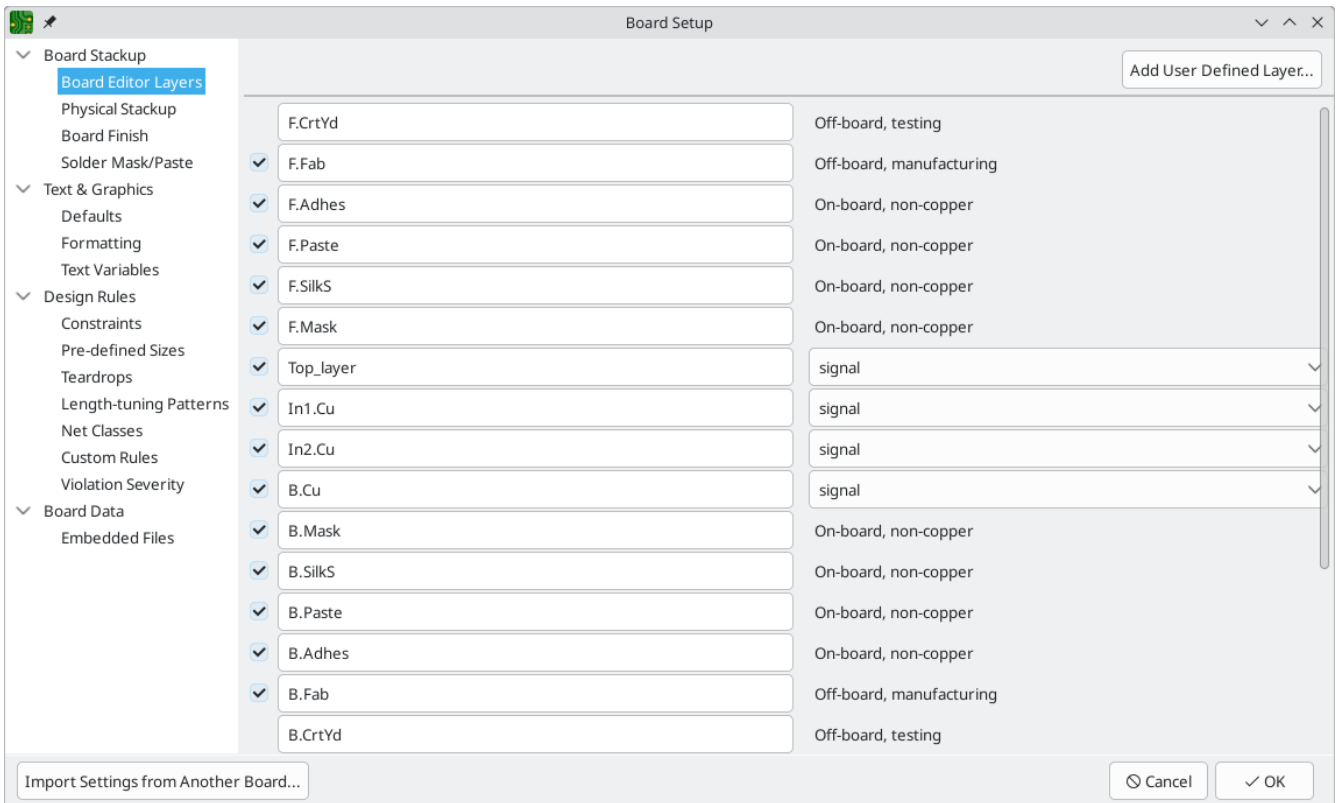 Board Setup
Board Stackup
Board Editor Layers
Physical Stackup
Board Finish
Solder Mask/Paste
Text & Graphics
Defaults
Formatting
Text Variables
Design Rules
Constraints
Pre-defined Sizes
Teardrops
Length-tuning Patterns
Net Classes
Custom Rules
Violation Severity
Board Data
Embedded Files
Add User Defined Layer...
F.CrtYd Off-board, testing
F.Fab Off-board, manufacturing
F.Adhes On-board, non-copper
F.Paste On-board, non-copper
F.SilkS On-board, non-copper
F.Mask On-board, non-copper
Top_layer signal
In1.Cu signal
In2.Cu signal
B.Cu signal
B.Mask On-board, non-copper
B.SilkS On-board, non-copper
B.Paste On-board, non-copper
B.Adhes On-board, non-copper
B.Fab Off-board, manufacturing
B.CrtYd Off-board, testing
Import Settings from Another Board... Cancel OK